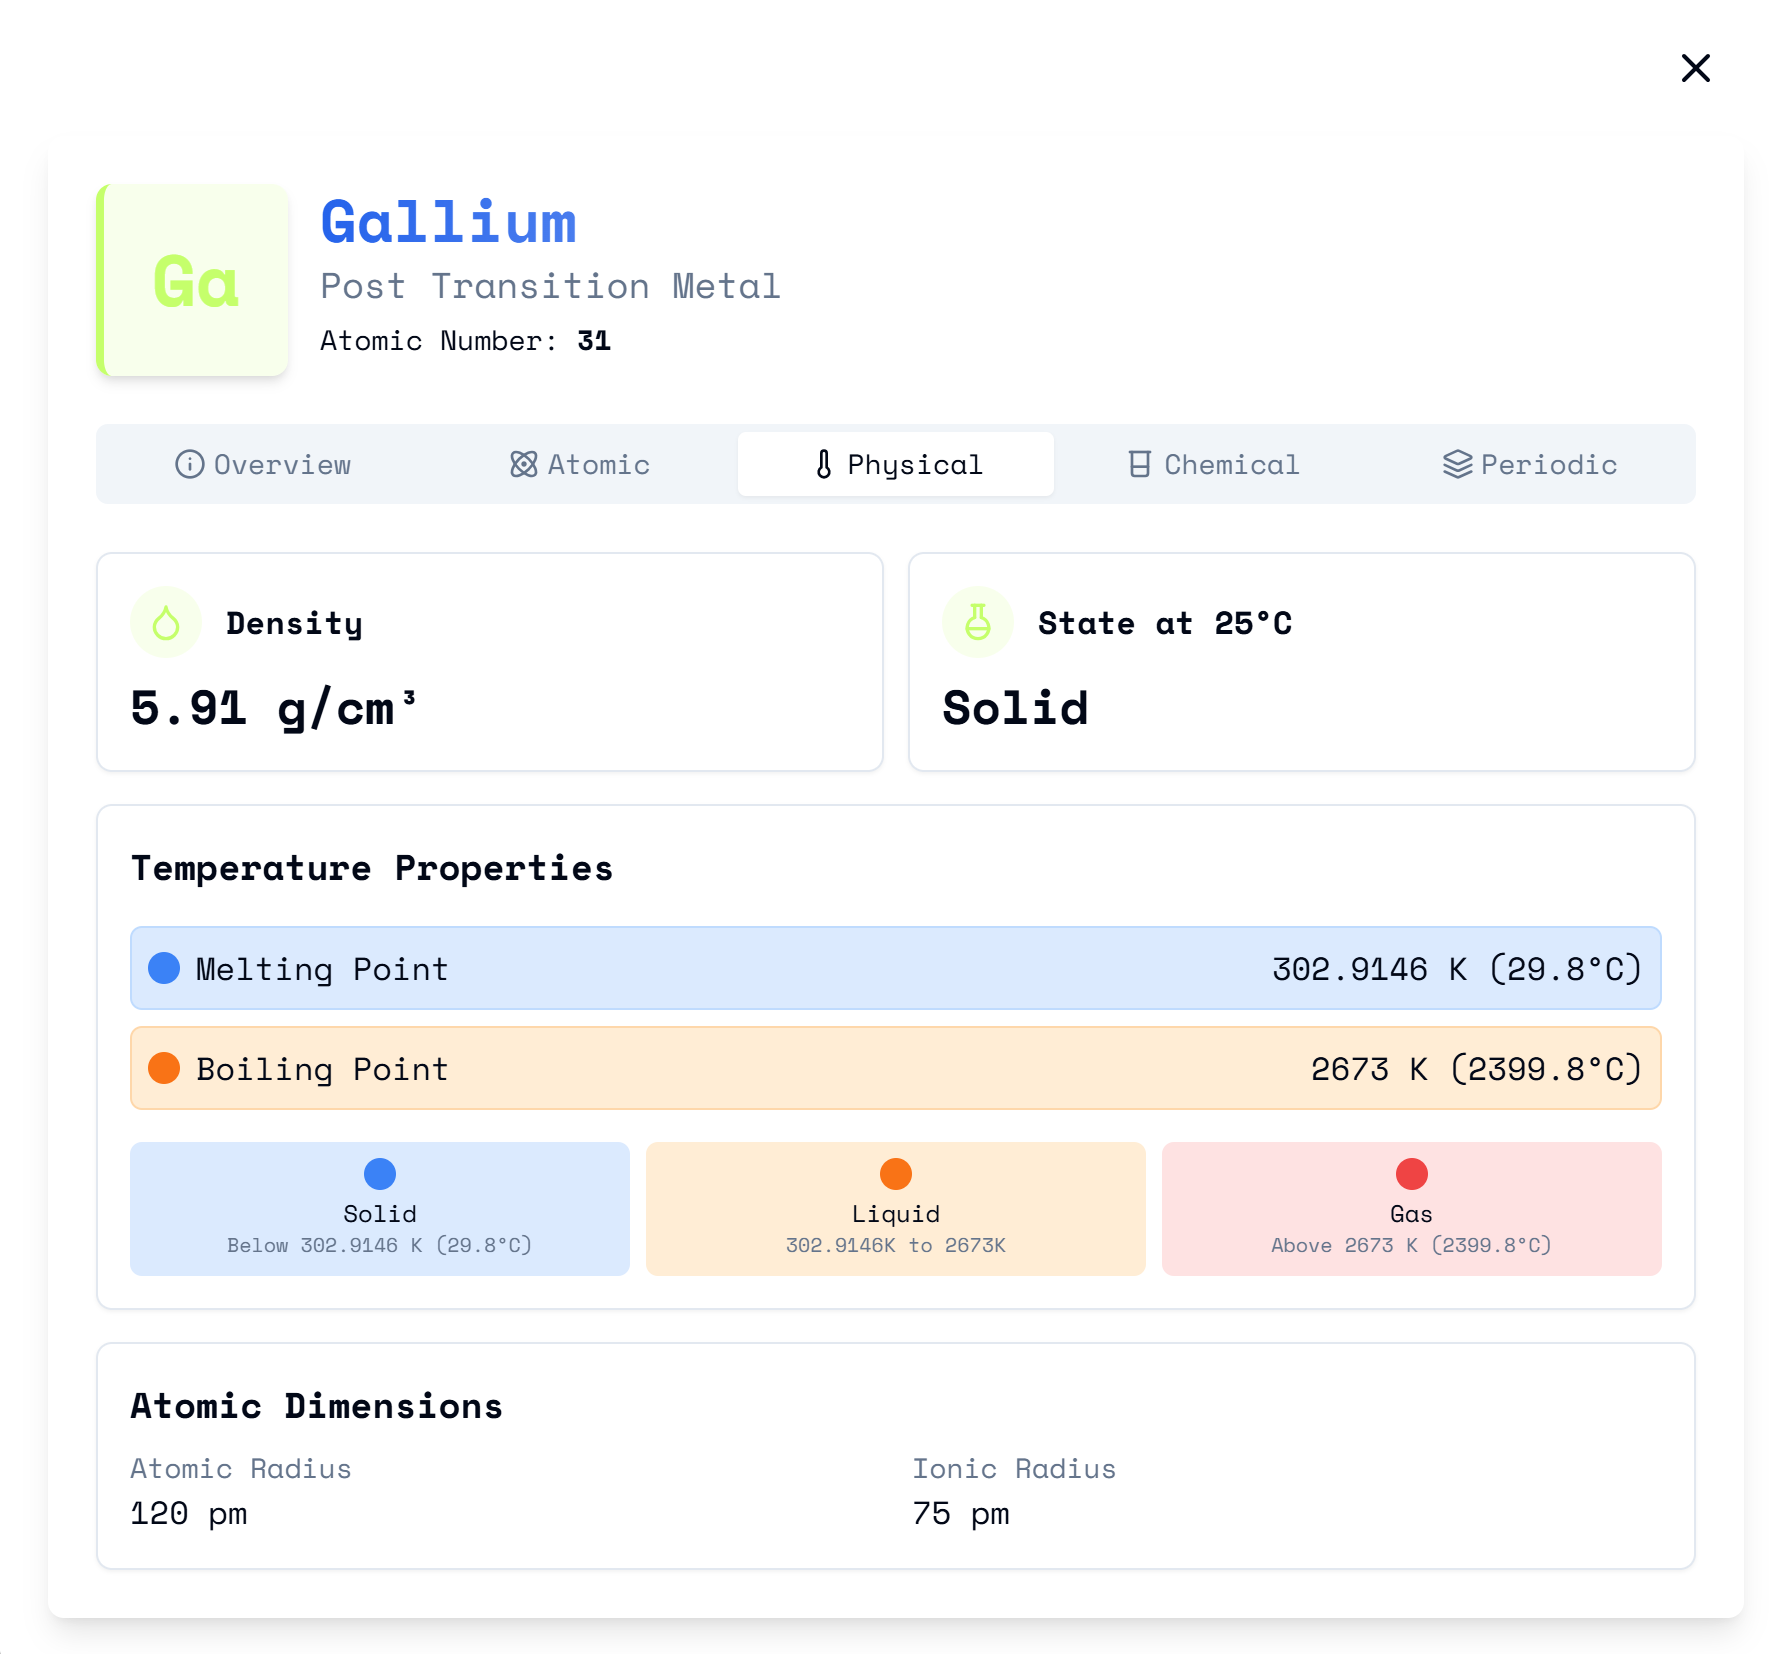 Ga
Gallium
Post Transition Metal
Atomic Number: 31
Overview
Atomic
Physical
Chemical
Periodic
Density
5.91 g/cm³
State at 25°C
Solid
Temperature Properties
Melting Point 302.9146 K (29.8°C)
Boiling Point 2673 K (2399.8°C)
Solid
Below 302.9146 K (29.8°C)
Liquid
302.9146K to 2673K
Gas
Above 2673 K (2399.8°C)
Atomic Dimensions
Atomic Radius
120 pm
Ionic Radius
75 pm